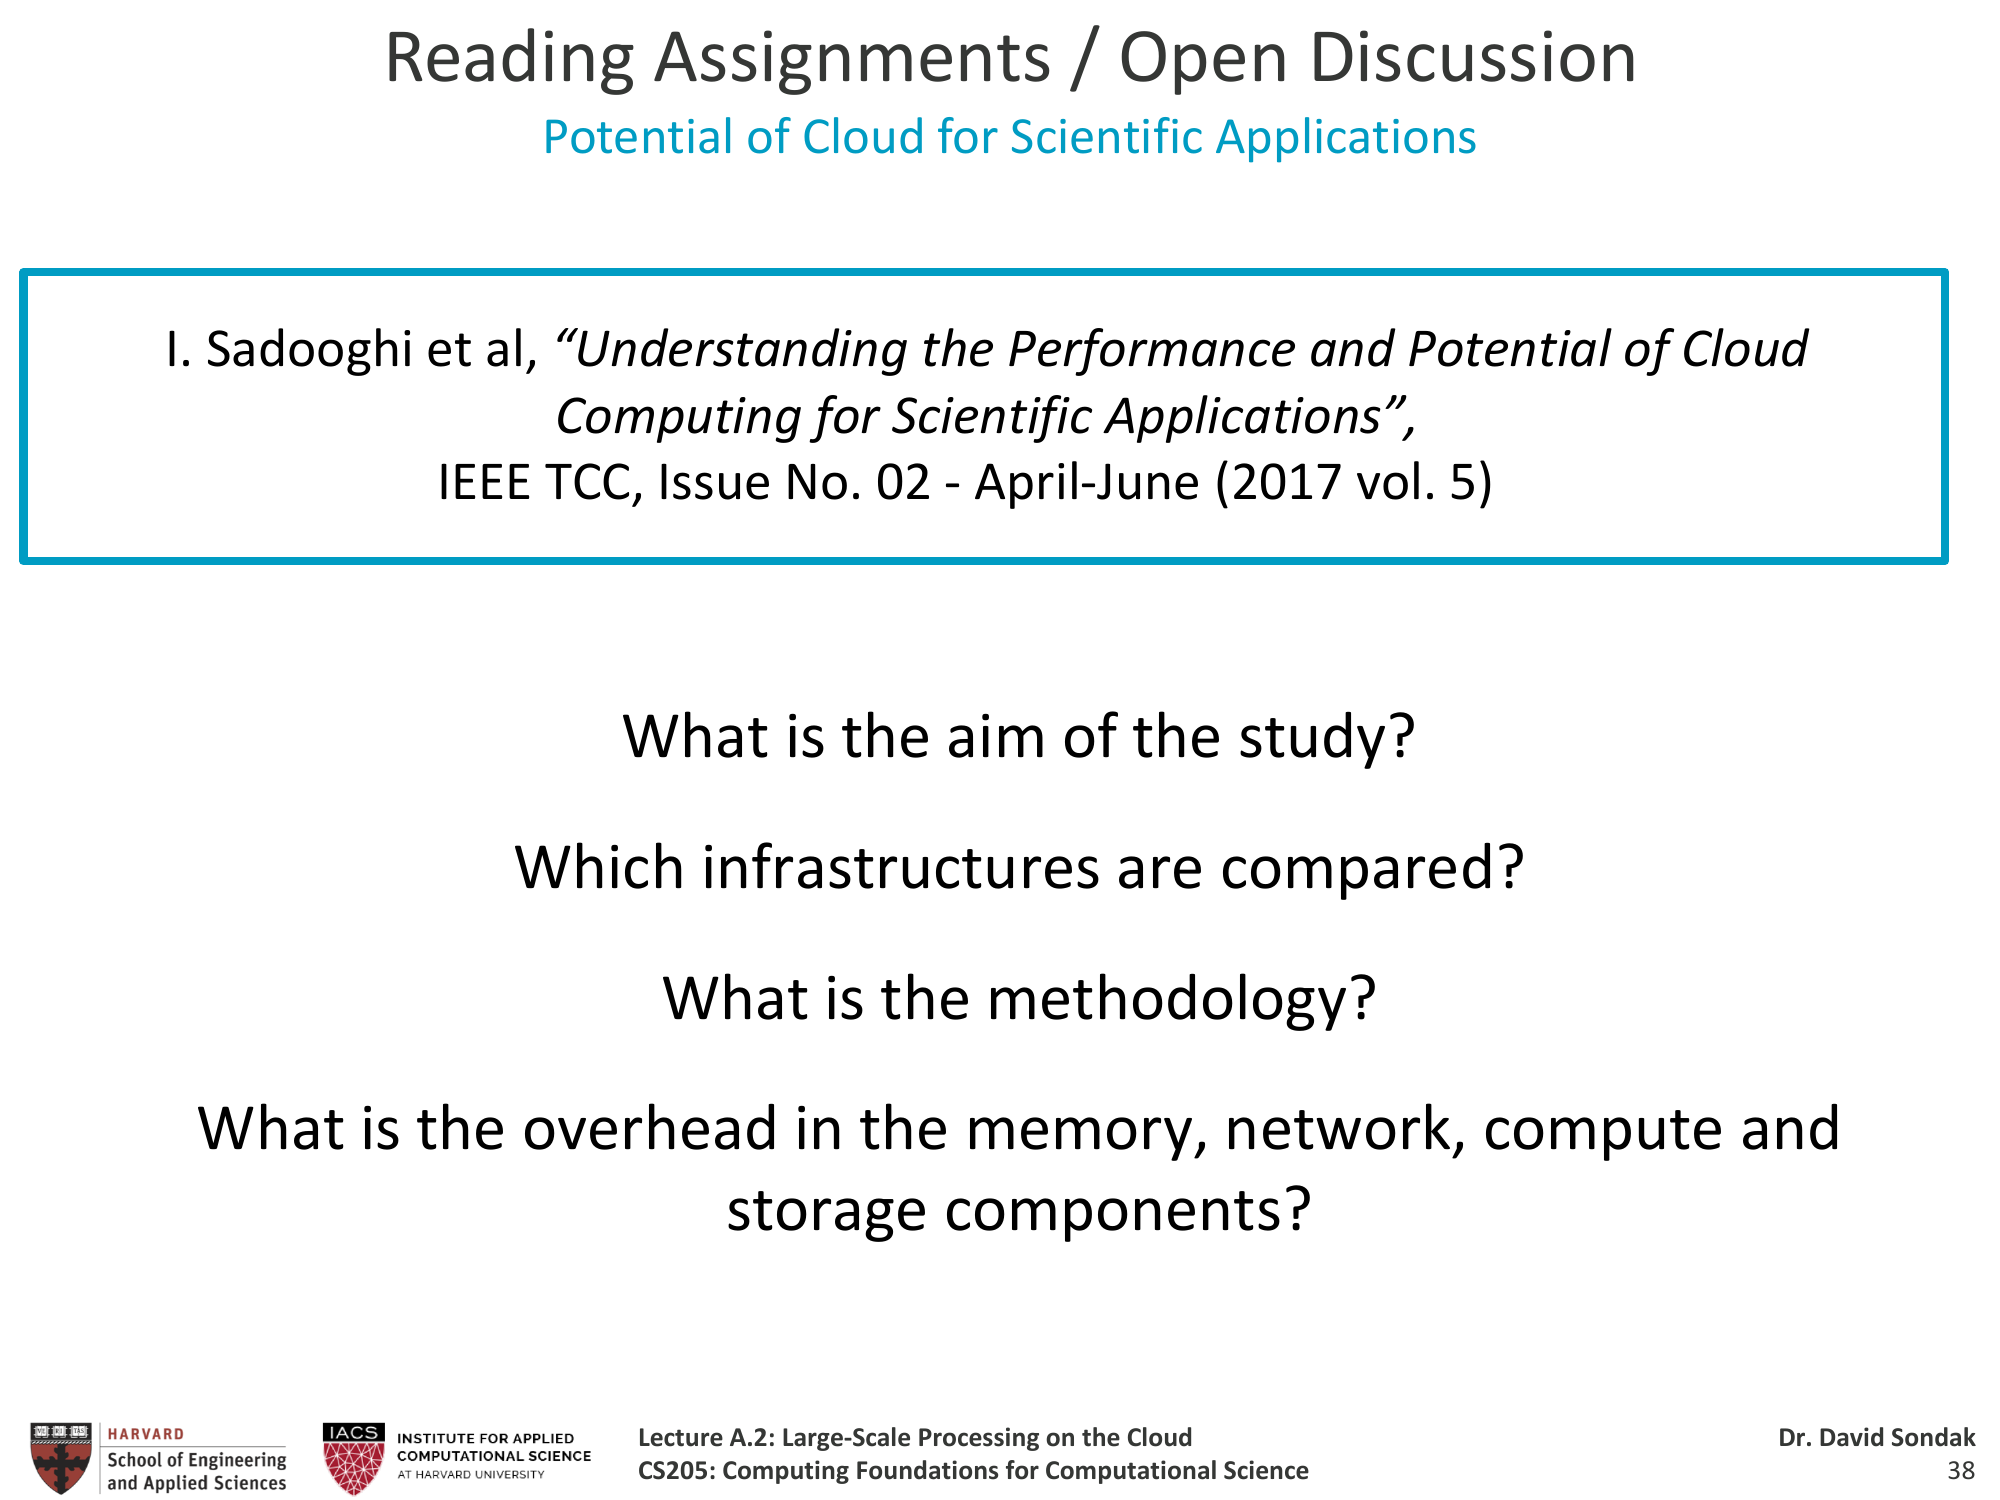 Reading Assignments / Open Discussion
Potential of Cloud for Scientific Applications
I. Sadooghi et al, “Understanding the Performance and Potential of Cloud
Computing for Scientific Applications”,
IEEE TCC, Issue No. 02 - April-June (2017 vol. 5)
What is the aim of the study?
Which infrastructures are compared?
What is the methodology?
What is the overhead in the memory, network, compute and
storage components?
HARVARD
School of Engineering
and Applied Sciences
IACS
INSTITUTE FOR APPLIED
COMPUTATIONAL SCIENCE
AT HARVARD UNIVERSITY
Lecture A.2: Large-Scale Processing on the Cloud
CS205: Computing Foundations for Computational Science
Dr. David Sondak
38